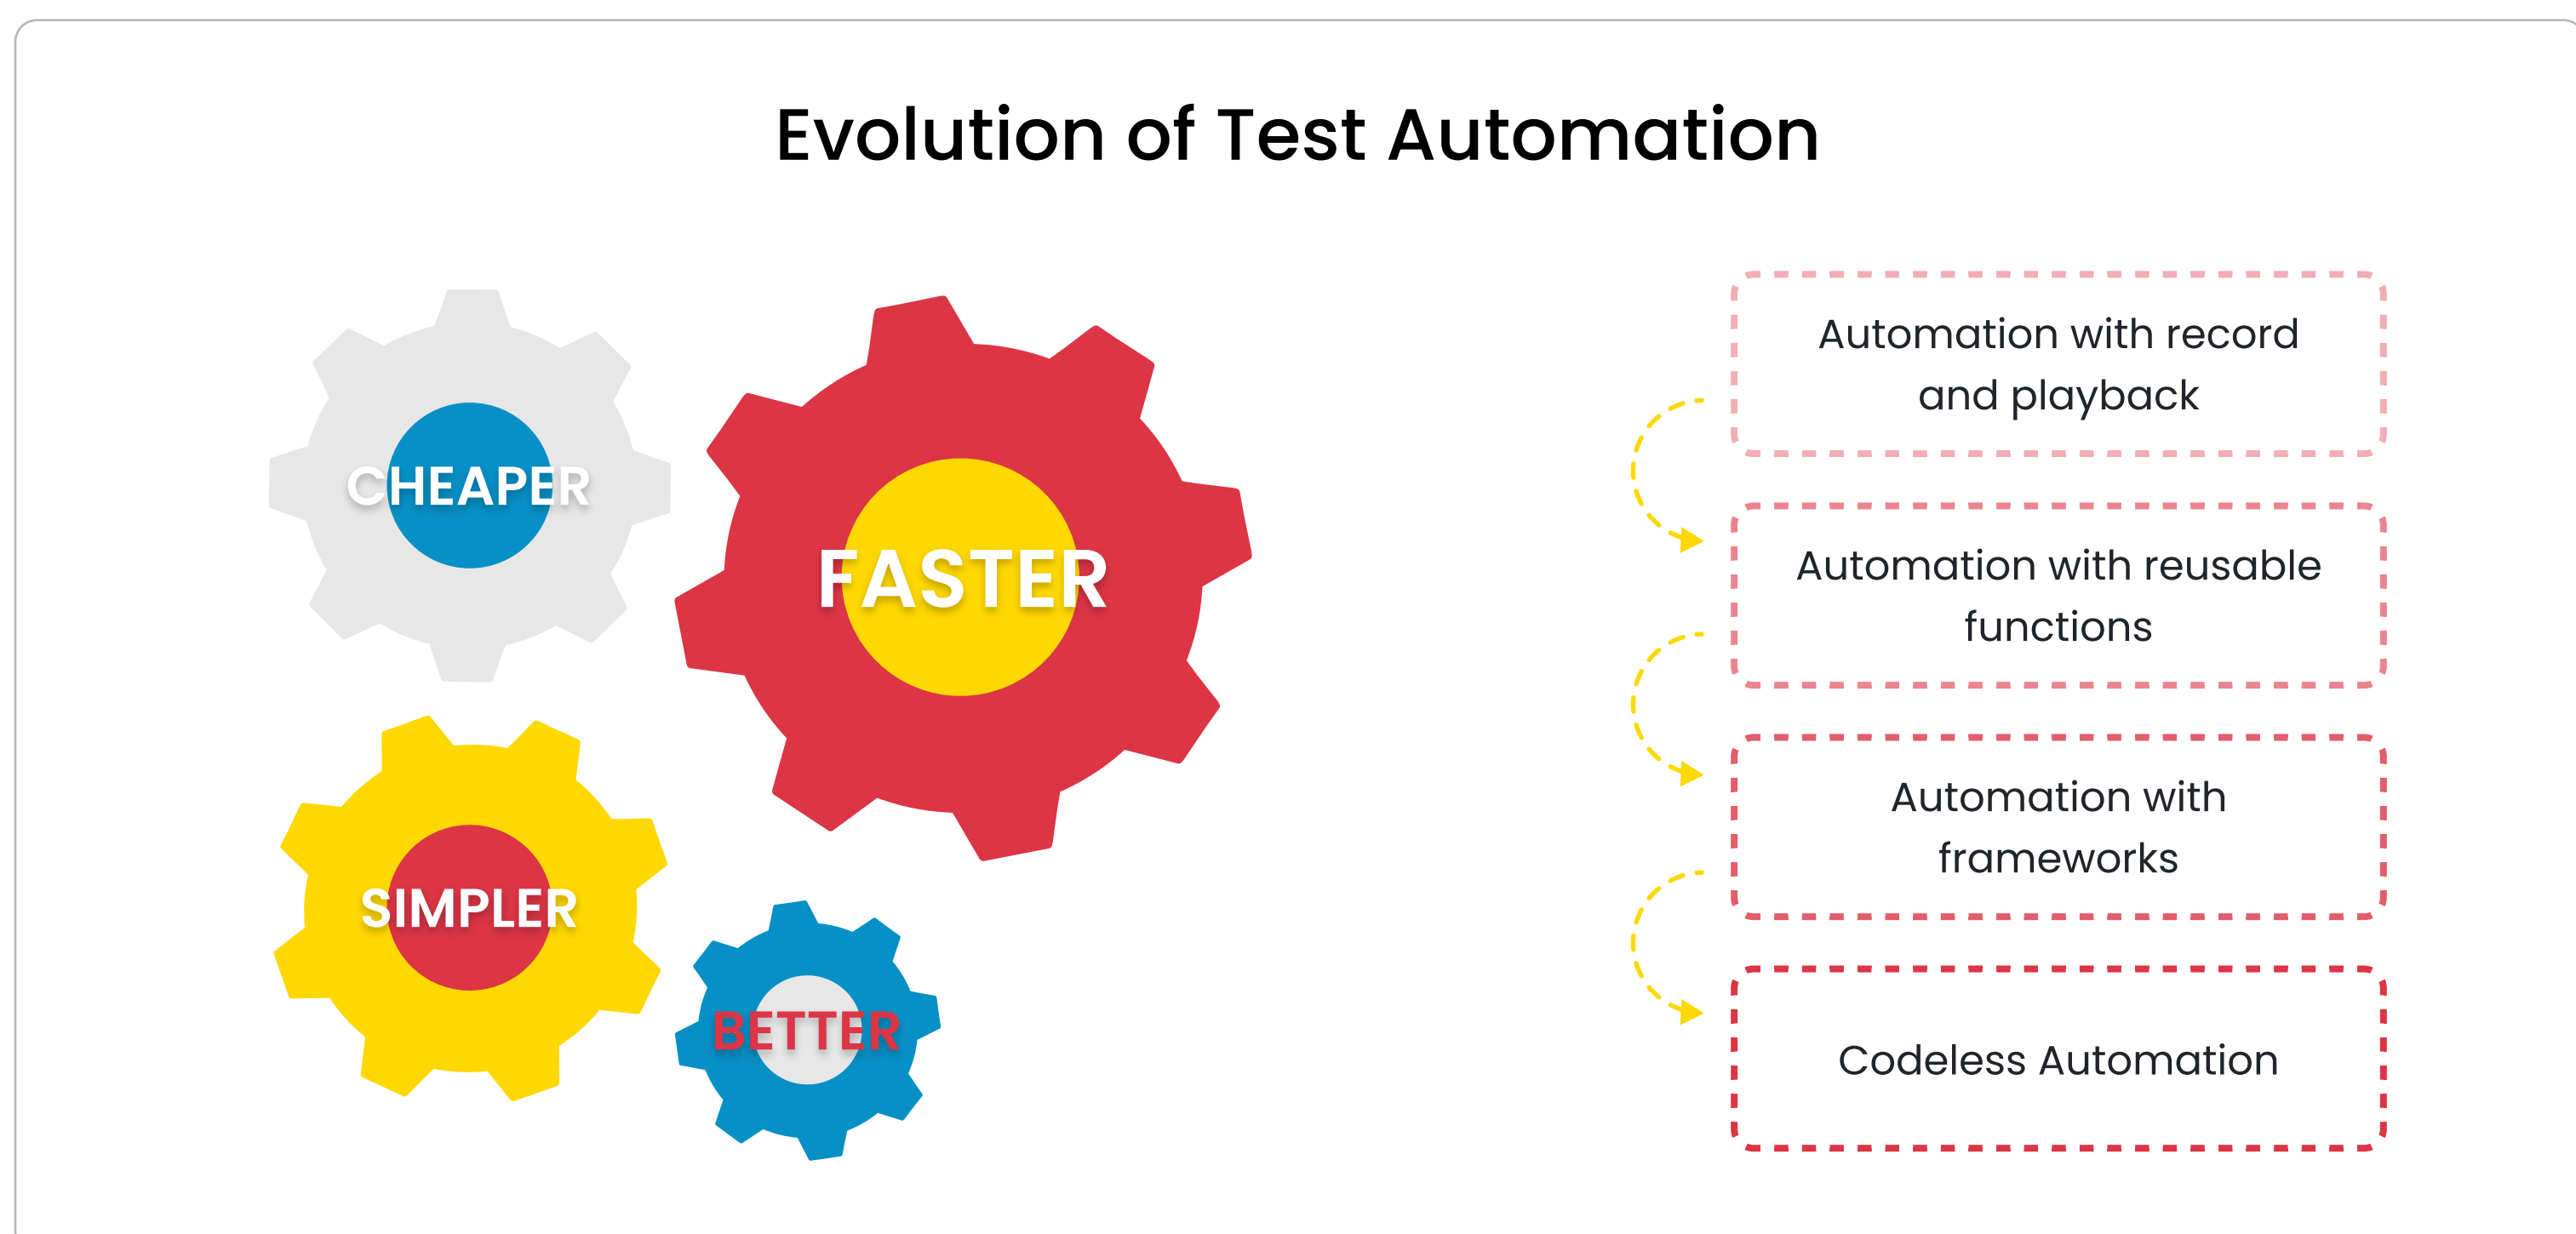 Evolution of Test Automation
CHEAPER
FASTER
SIMPLER
BETTER
Automation with record
and playback
Automation with reusable
functions
Automation with
frameworks
Codeless Automation